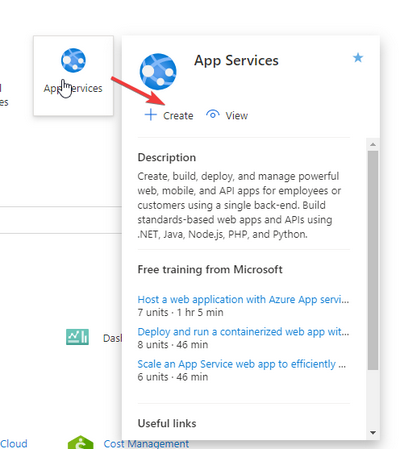 App Services
App Services
es
Create
View
Description
Create, build, deploy, and manage powerful
web, mobile, and API apps for employees or
customers using a single back-end. Build
standards-based web apps and APIs using
.NET, Java, Node.js, PHP, and Python.
Free training from Microsoft
Host a web application with Azure App servi...
7 units · 1 hr 5 min
Deploy and run a containerized web app wit...
8 units · 46 min
Scale an App Service web app to efficiently ...
6 units · 46 min
Das
Useful links
Cloud
Cost Management